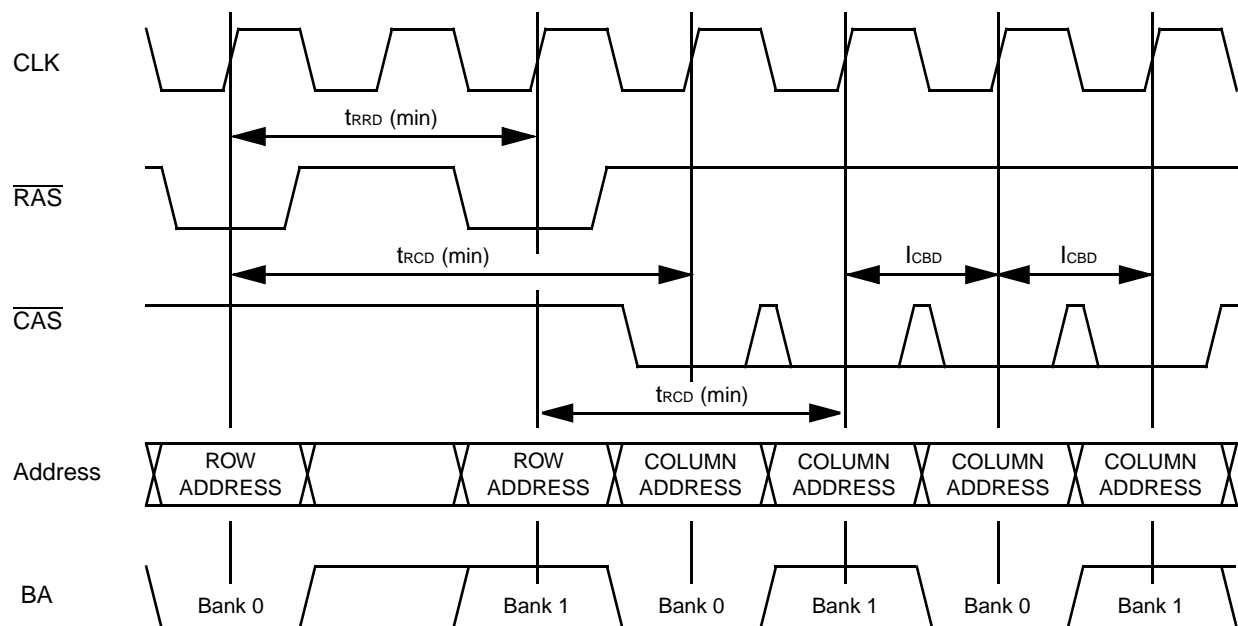 CLK
tRRD (min)
RAS
tRCD (min)
ICBD
ICBD
CAS
tRCD (min)
Address
ROW
ADDRESS
ROW
ADDRESS
COLUMN
ADDRESS
COLUMN
ADDRESS
COLUMN
ADDRESS
COLUMN
ADDRESS
BA
Bank 0
Bank 1
Bank 0
Bank 1
Bank 0
Bank 1